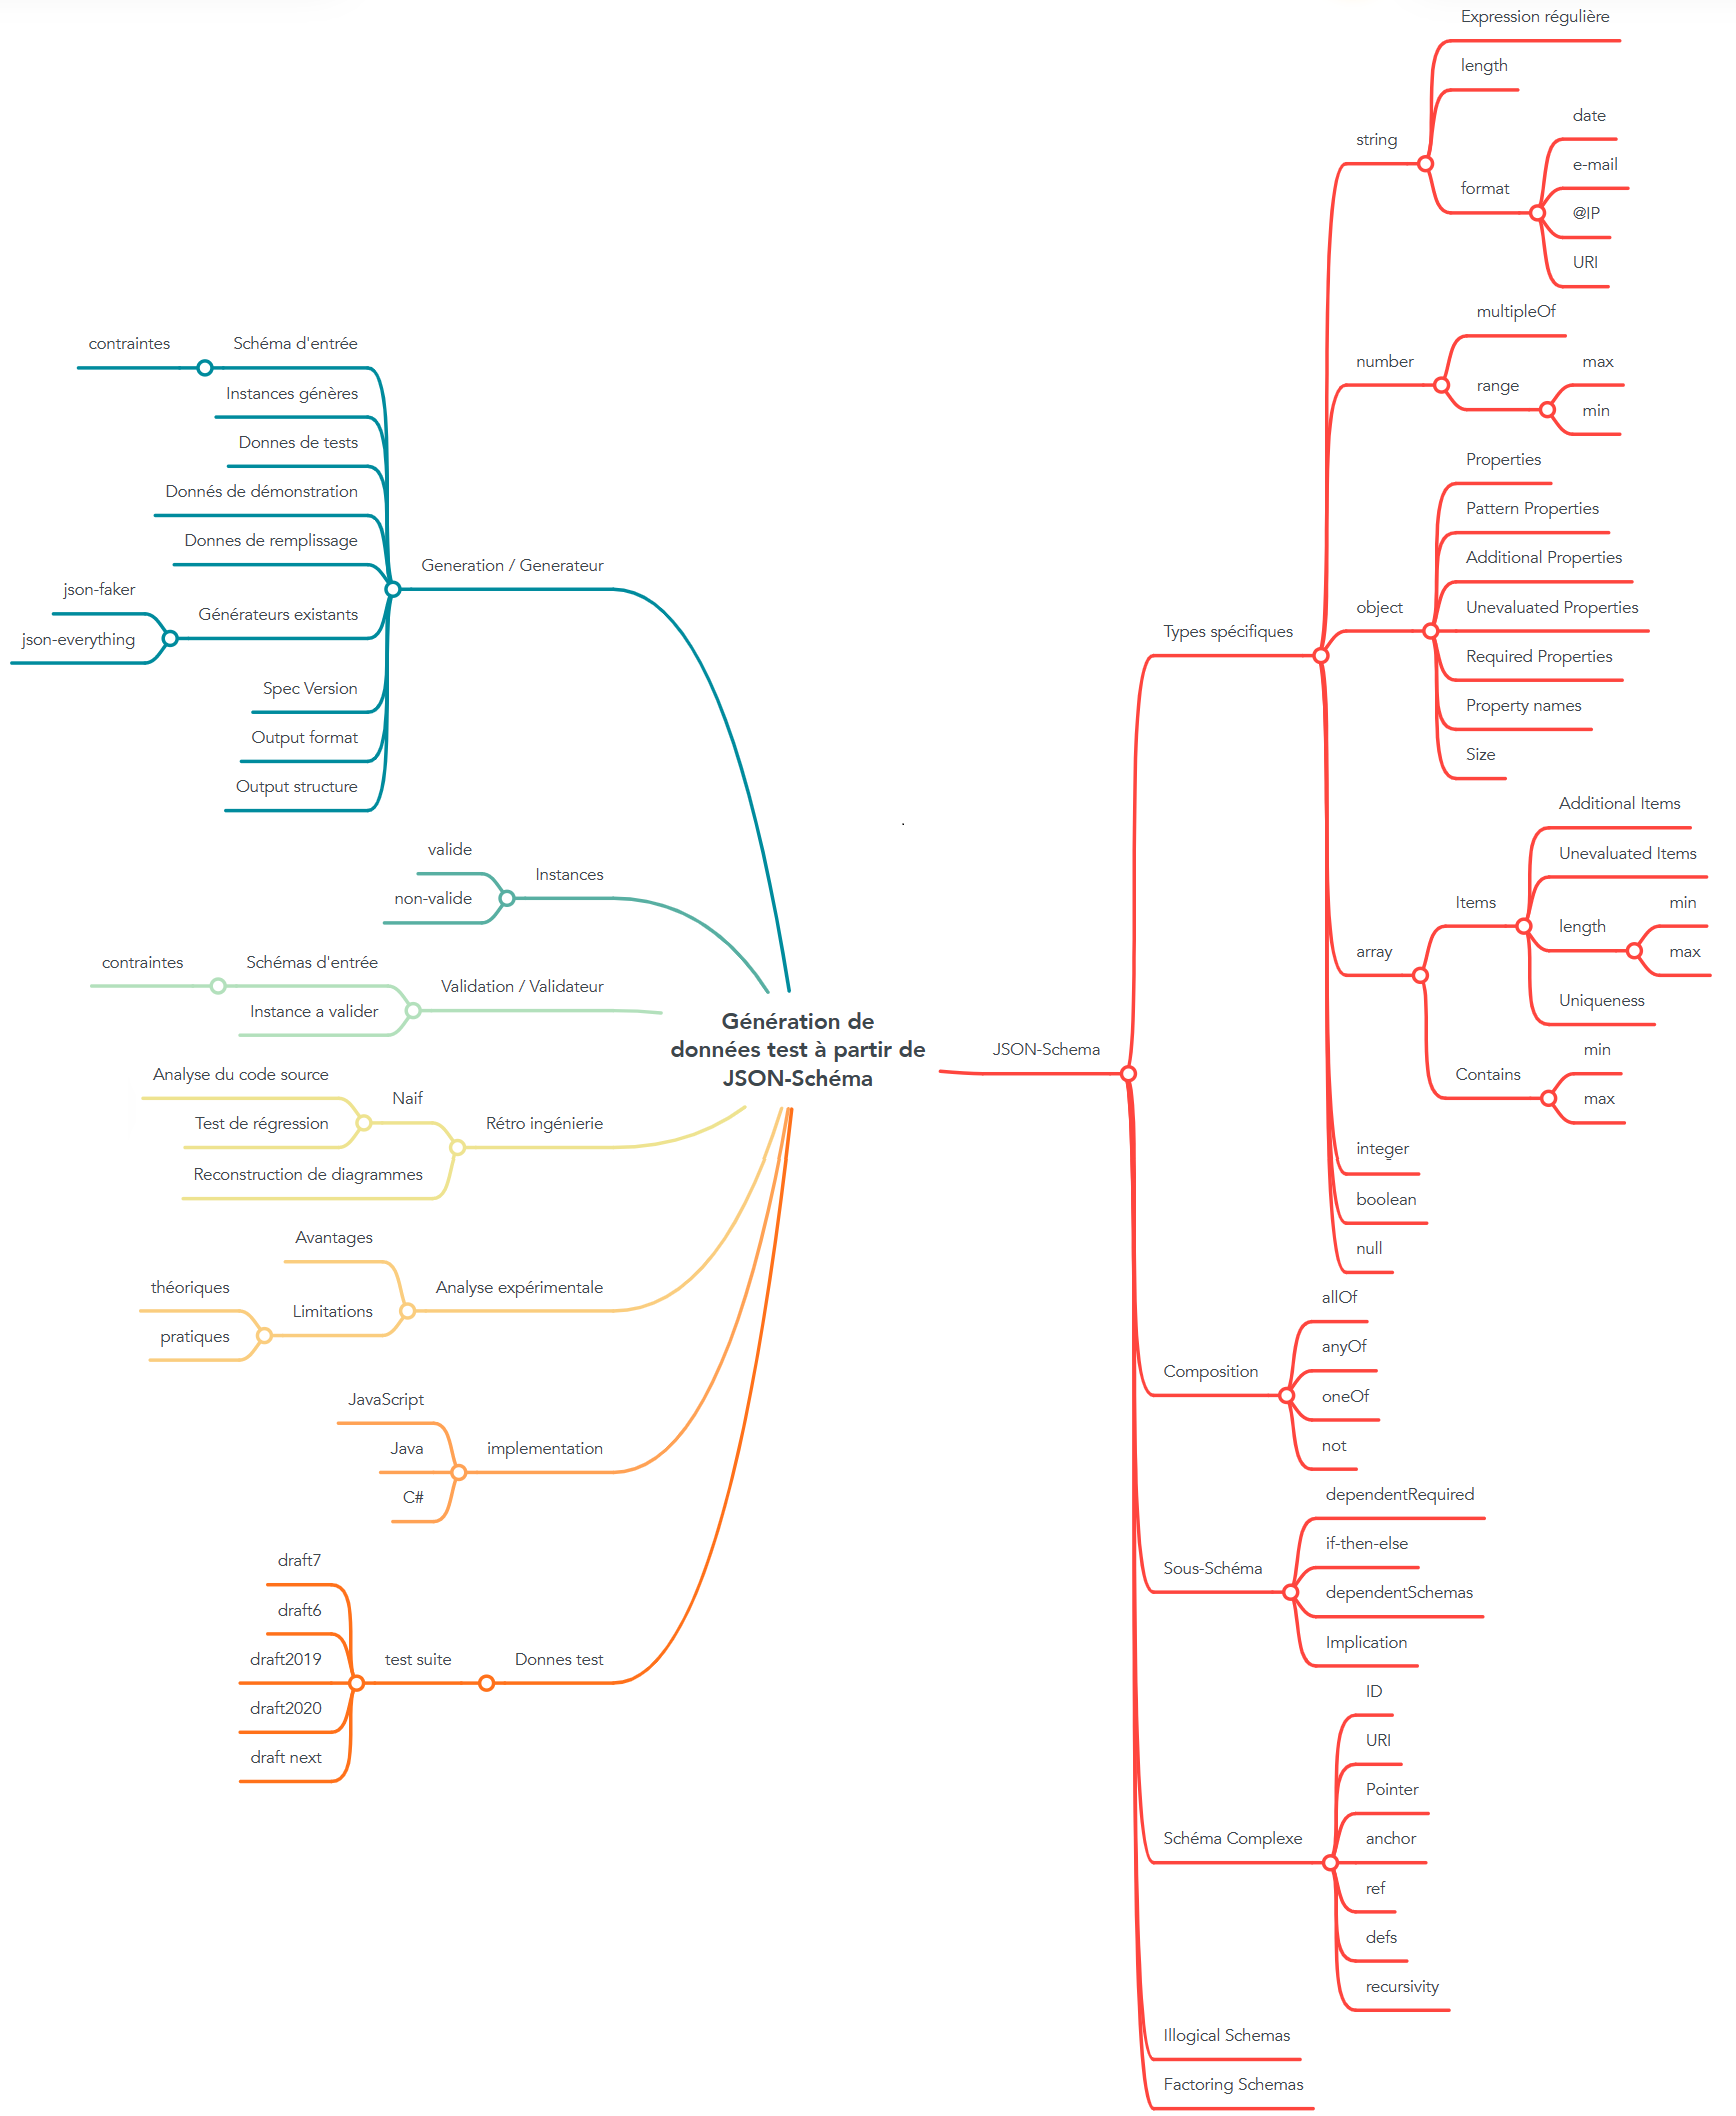 Génération de
données test à partir de
JSON-Schéma
Generation / Generateur
Schéma d'entrée
contraintes
Instances génères
Donnes de tests
Donnés de démonstration
Donnes de remplissage
Générateurs existants
json-faker
json-everything
Spec Version
Output format
Output structure
Instances
valide
non-valide
Validation / Validateur
Schémas d'entrée
contraintes
Instance a valider
Rétro ingénierie
Naif
Analyse du code source
Test de régression
Reconstruction de diagrammes
Analyse expérimentale
Avantages
Limitations
théoriques
pratiques
implementation
JavaScript
Java
C#
Donnes test
test suite
draft7
draft6
draft2019
draft2020
draft next
JSON-Schema
Types spécifiques
string
Expression régulière
length
format
date
e-mail
@IP
URI
number
multipleOf
range
max
min
object
Properties
Pattern Properties
Additional Properties
Unevaluated Properties
Required Properties
Property names
Size
array
Items
Additional Items
Unevaluated Items
length
min
max
Uniqueness
Contains
min
max
integer
boolean
null
Composition
allOf
anyOf
oneOf
not
Sous-Schéma
dependentRequired
if-then-else
dependentSchemas
Implication
Schéma Complexe
ID
URI
Pointer
anchor
ref
defs
recursivity
Illogical Schemas
Factoring Schemas